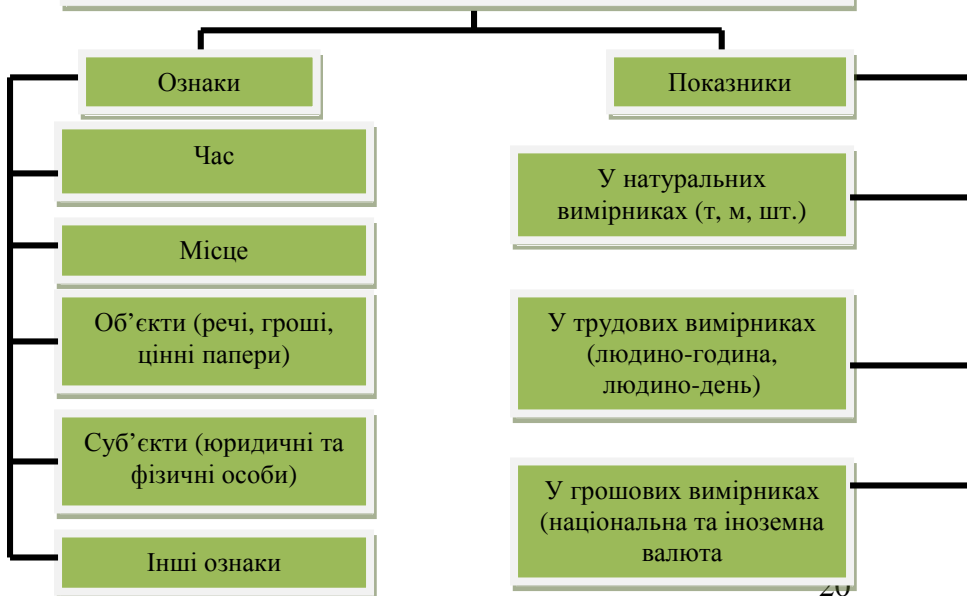 Ознаки
Час
Місце
Об’єкти (речі, гроші,
цінні папери)
Суб’єкти (юридичні та
фізичні особи)
Інші ознаки
Показники
У натуральних
вимірниках (т, м, шт.)
У трудових вимірниках
(людино-година,
людино-день)
У грошових вимірниках
(національна та іноземна
валюта
20